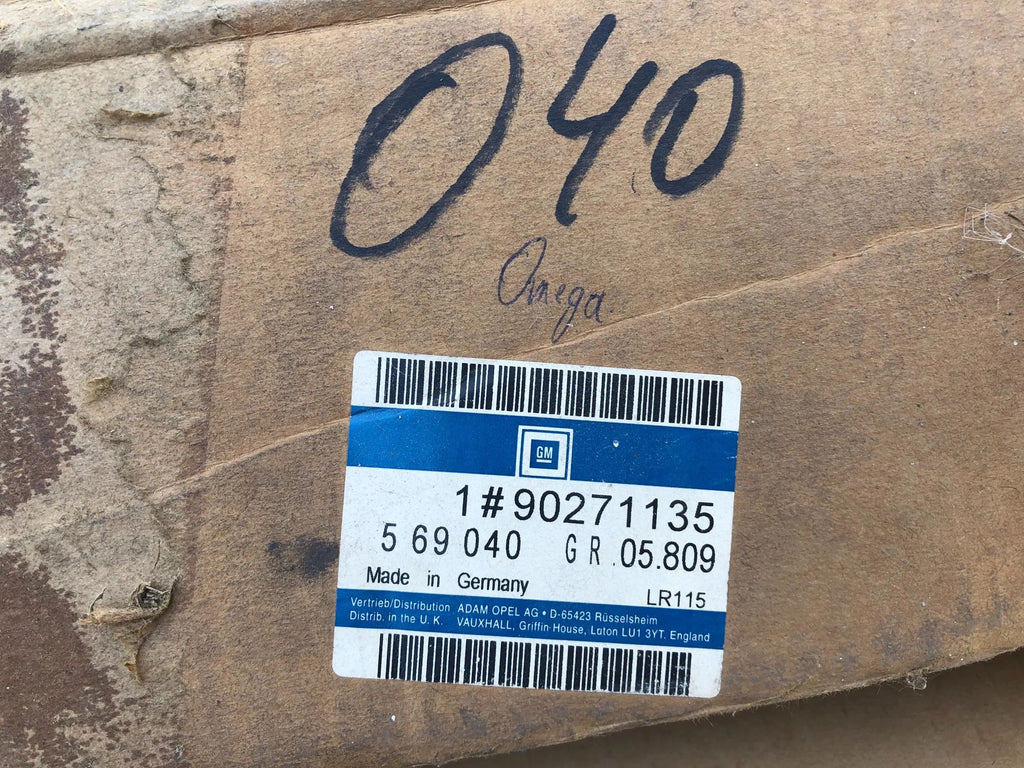 040
Omega.
GM
1#90271135
5 69 040 GR.05.809
Made in Germany
LR115
Vertrieb/Distribution ADAM OPEL AG • D-65423 Rüsselsheim
Distrib. in the U. K. VAUXHALL, Griffin House, Luton LU1 3YT. England